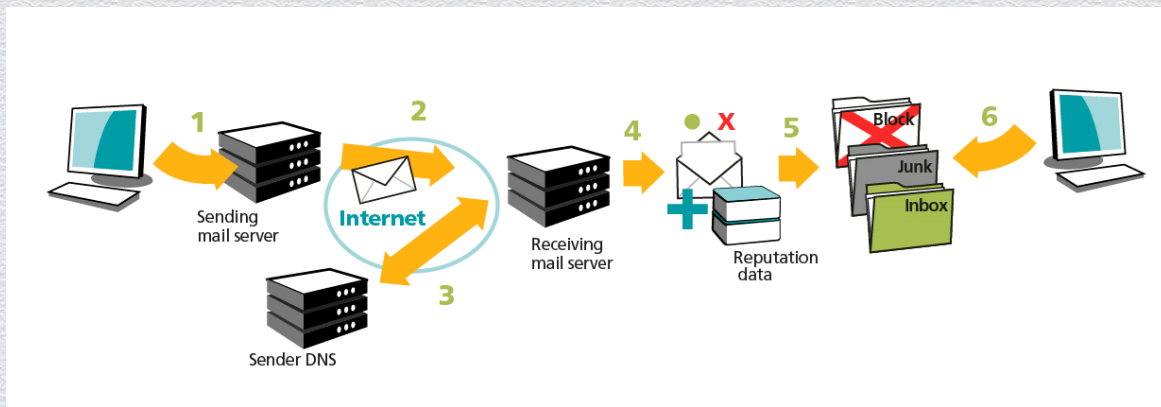 1
2
3
4
5
6
X
Sending
mail server
Internet
Sender DNS
Receiving
mail server
Reputation
data
Block
Junk
Inbox